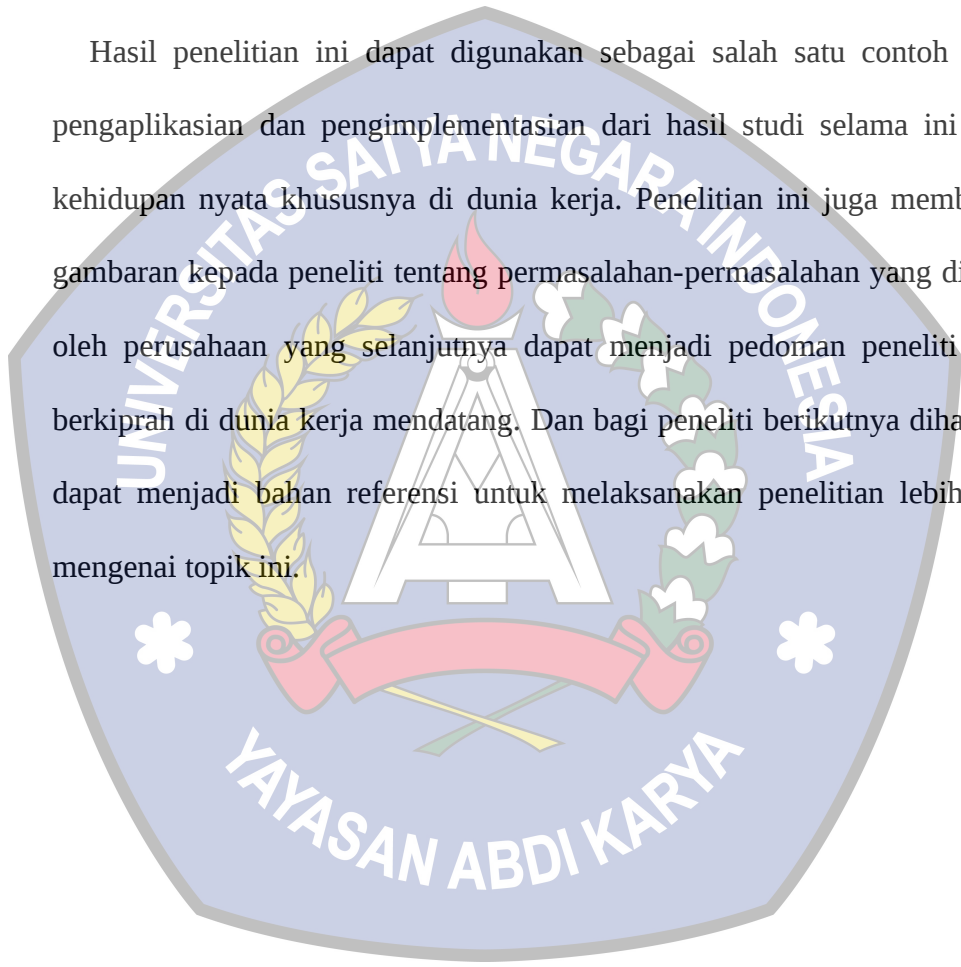 Hasil penelitian ini dapat digunakan sebagai salah satu contoh
pengaplikasian dan pengimplementasian dari hasil studi selama ini
kehidupan nyata khususnya di dunia kerja. Penelitian ini juga memb
gambaran kepada peneliti tentang permasalahan-permasalahan yang di
oleh perusahaan yang selanjutnya dapat menjadi pedoman peneliti
berkiprah di dunia kerja mendatang. Dan bagi peneliti berikutnya diha
dapat menjadi bahan referensi untuk melaksanakan penelitian lebih
mengenai topik ini.
UNIVERSITAS SATYA NEGARA INDONESIA
YAYASAN ABDI KARYA